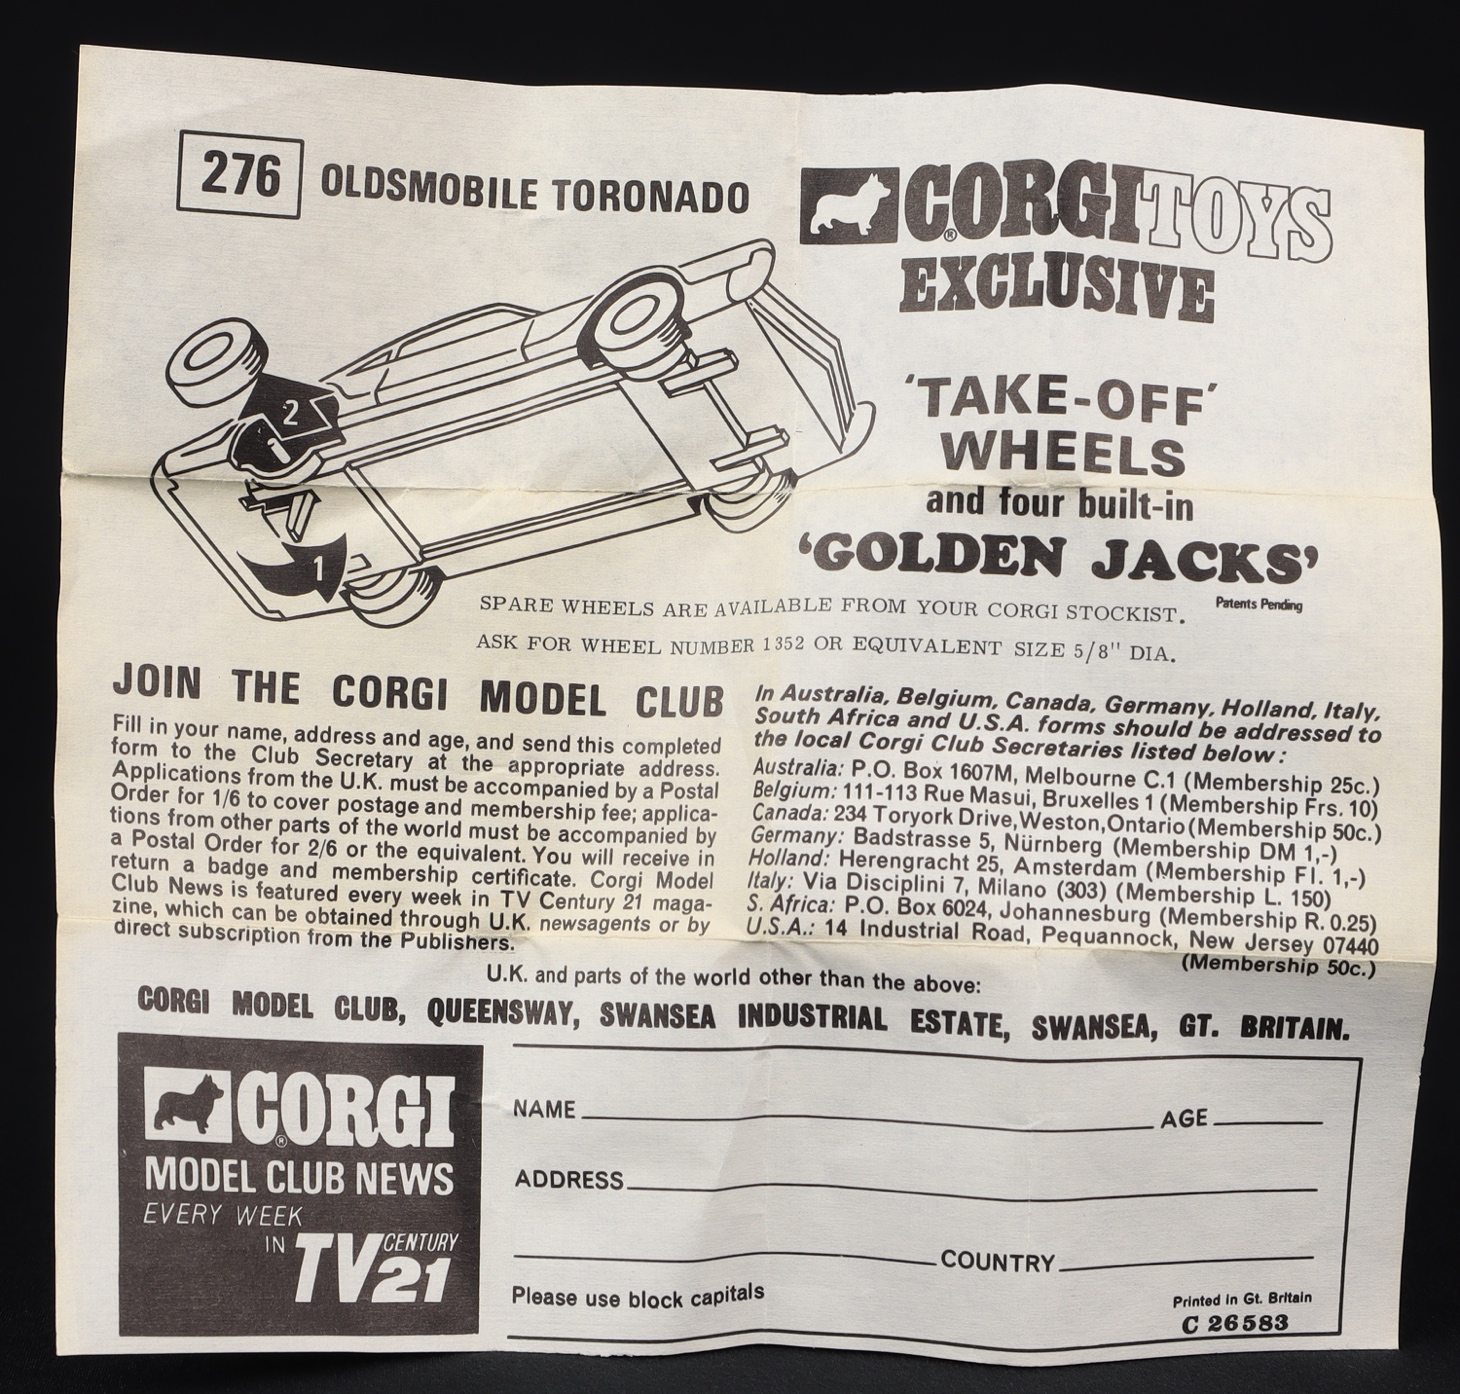 276 OLDSMOBILE TORONADO
CORGI TOYS
®
EXCLUSIVE
‘TAKE-OFF’
WHEELS
and four built-in
‘GOLDEN JACKS’
Patents Pending
2
1
1
SPARE WHEELS ARE AVAILABLE FROM YOUR CORGI STOCKIST.
ASK FOR WHEEL NUMBER 1352 OR EQUIVALENT SIZE 5/8" DIA.
JOIN THE CORGI MODEL CLUB
Fill in your name, address and age, and send this completed
form to the Club Secretary at the appropriate address.
Applications from the U.K. must be accompanied by a Postal
Order for 1/6 to cover postage and membership fee; applica-
tions from other parts of the world must be accompanied by
a Postal Order for 2/6 or the equivalent. You will receive in
return a badge and membership certificate. Corgi Model
Club News is featured every week in TV Century 21 maga-
zine, which can be obtained through U.K. newsagents or by
direct subscription from the Publishers.
In Australia, Belgium, Canada, Germany, Holland, Italy,
South Africa and U.S.A. forms should be addressed to
the local Corgi Club Secretaries listed below:
Australia: P.O. Box 1607M, Melbourne C.1 (Membership 25c.)
Belgium: 111-113 Rue Masui, Bruxelles 1 (Membership Frs. 10)
Canada: 234 Toryork Drive, Weston, Ontario (Membership 50c.)
Germany: Badstrasse 5, Nürnberg (Membership DM 1,-)
Holland: Herengracht 25, Amsterdam (Membership Fl. 1,-)
Italy: Via Disciplini 7, Milano (303) (Membership L. 150)
S. Africa: P.O. Box 6024, Johannesburg (Membership R. 0.25)
U.S.A.: 14 Industrial Road, Pequannock, New Jersey 07440
(Membership 50c.)
U.K. and parts of the world other than the above:
CORGI MODEL CLUB, QUEENSWAY, SWANSEA INDUSTRIAL ESTATE, SWANSEA, GT. BRITAIN.
CORGI
®
MODEL CLUB NEWS
EVERY WEEK
IN TV CENTURY 21
NAME AGE
ADDRESS
COUNTRY
Please use block capitals
Printed in Gt. Britain
C 26583